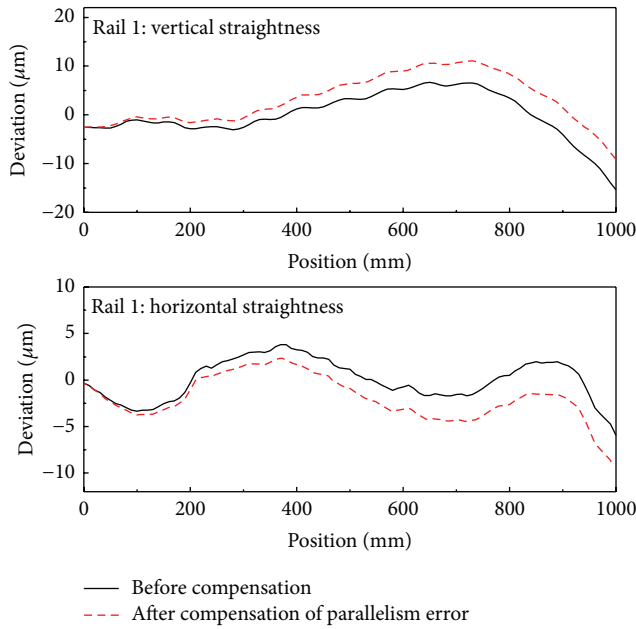 Rail 1: vertical straightness
20
10
0
−10
−20
Deviation (μm)
0 200 400 600 800 1000
Position (mm)
Rail 1: horizontal straightness
10
5
0
−5
−10
Deviation (μm)
0 200 400 600 800 1000
Position (mm)
Before compensation
After compensation of parallelism error